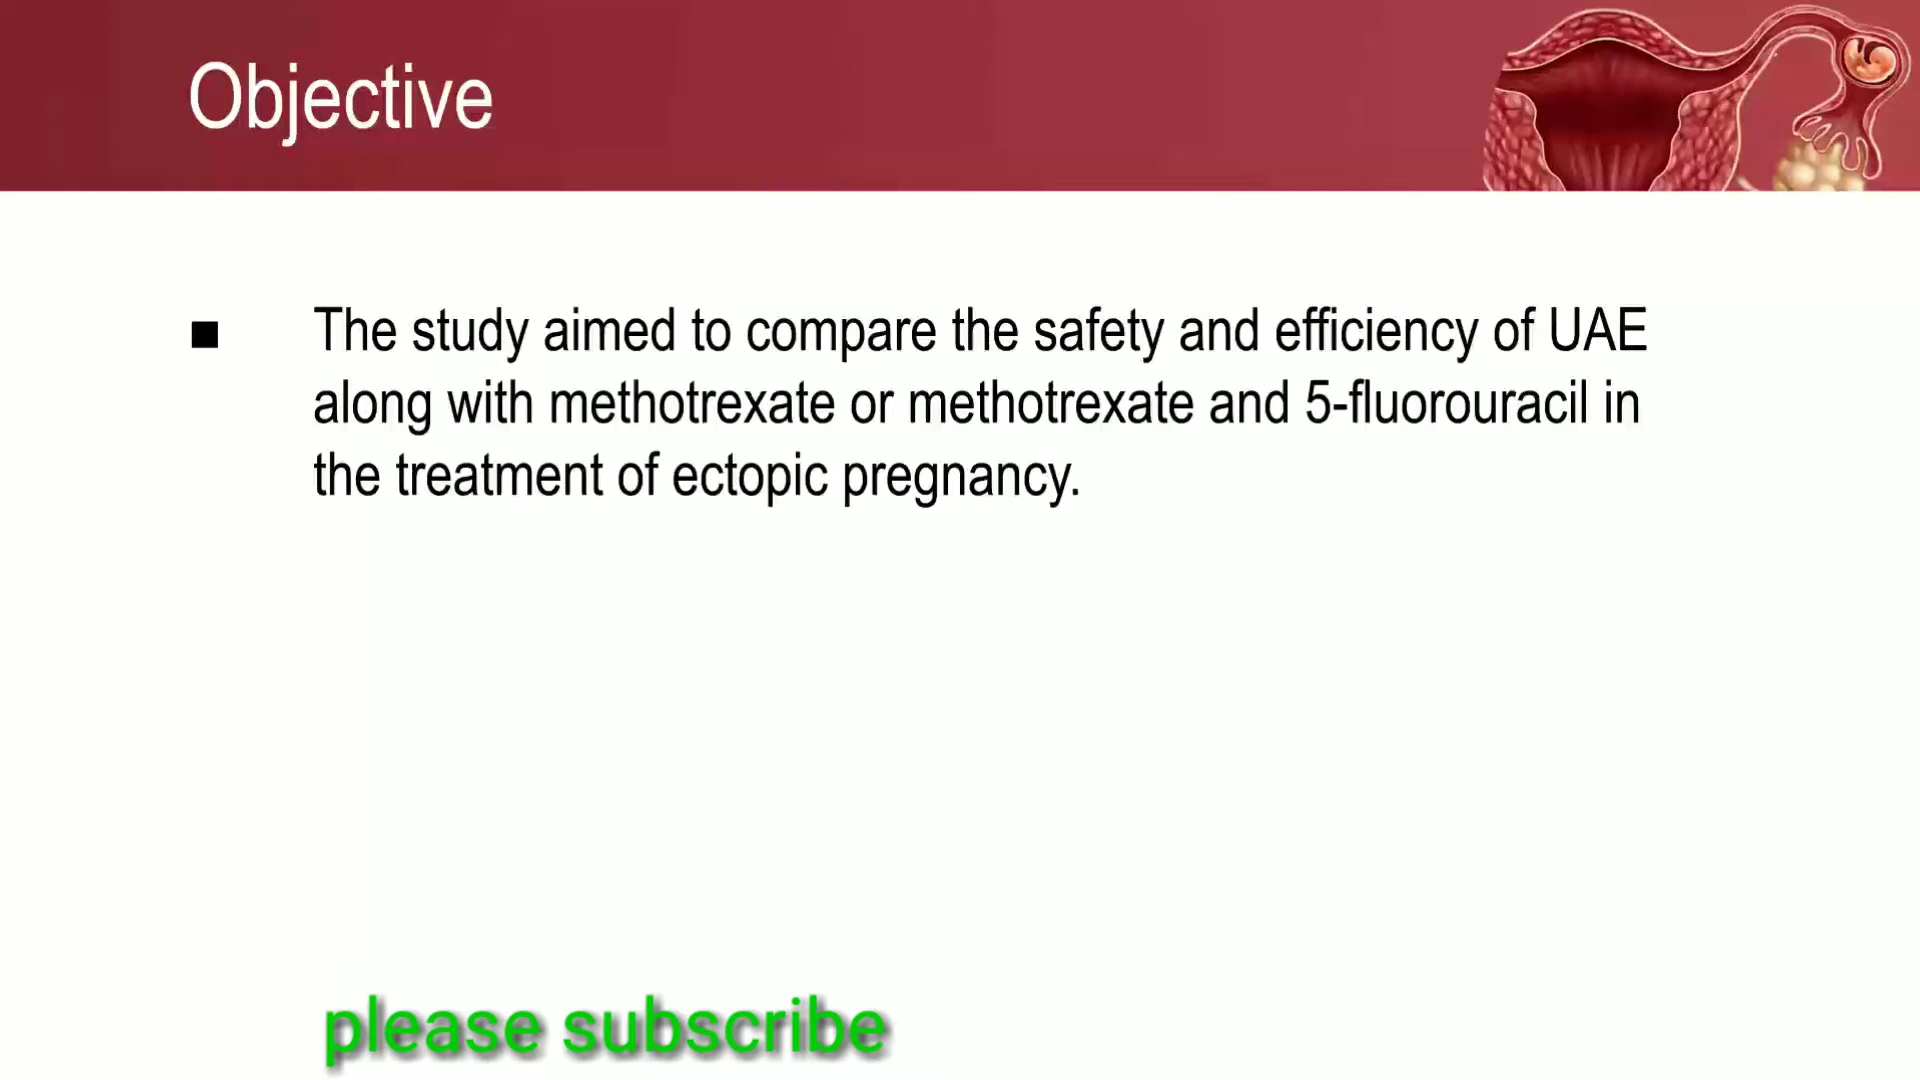 Objective
■ The study aimed to compare the safety and efficiency of UAE
along with methotrexate or methotrexate and 5-fluorouracil in
the treatment of ectopic pregnancy.
please subscribe